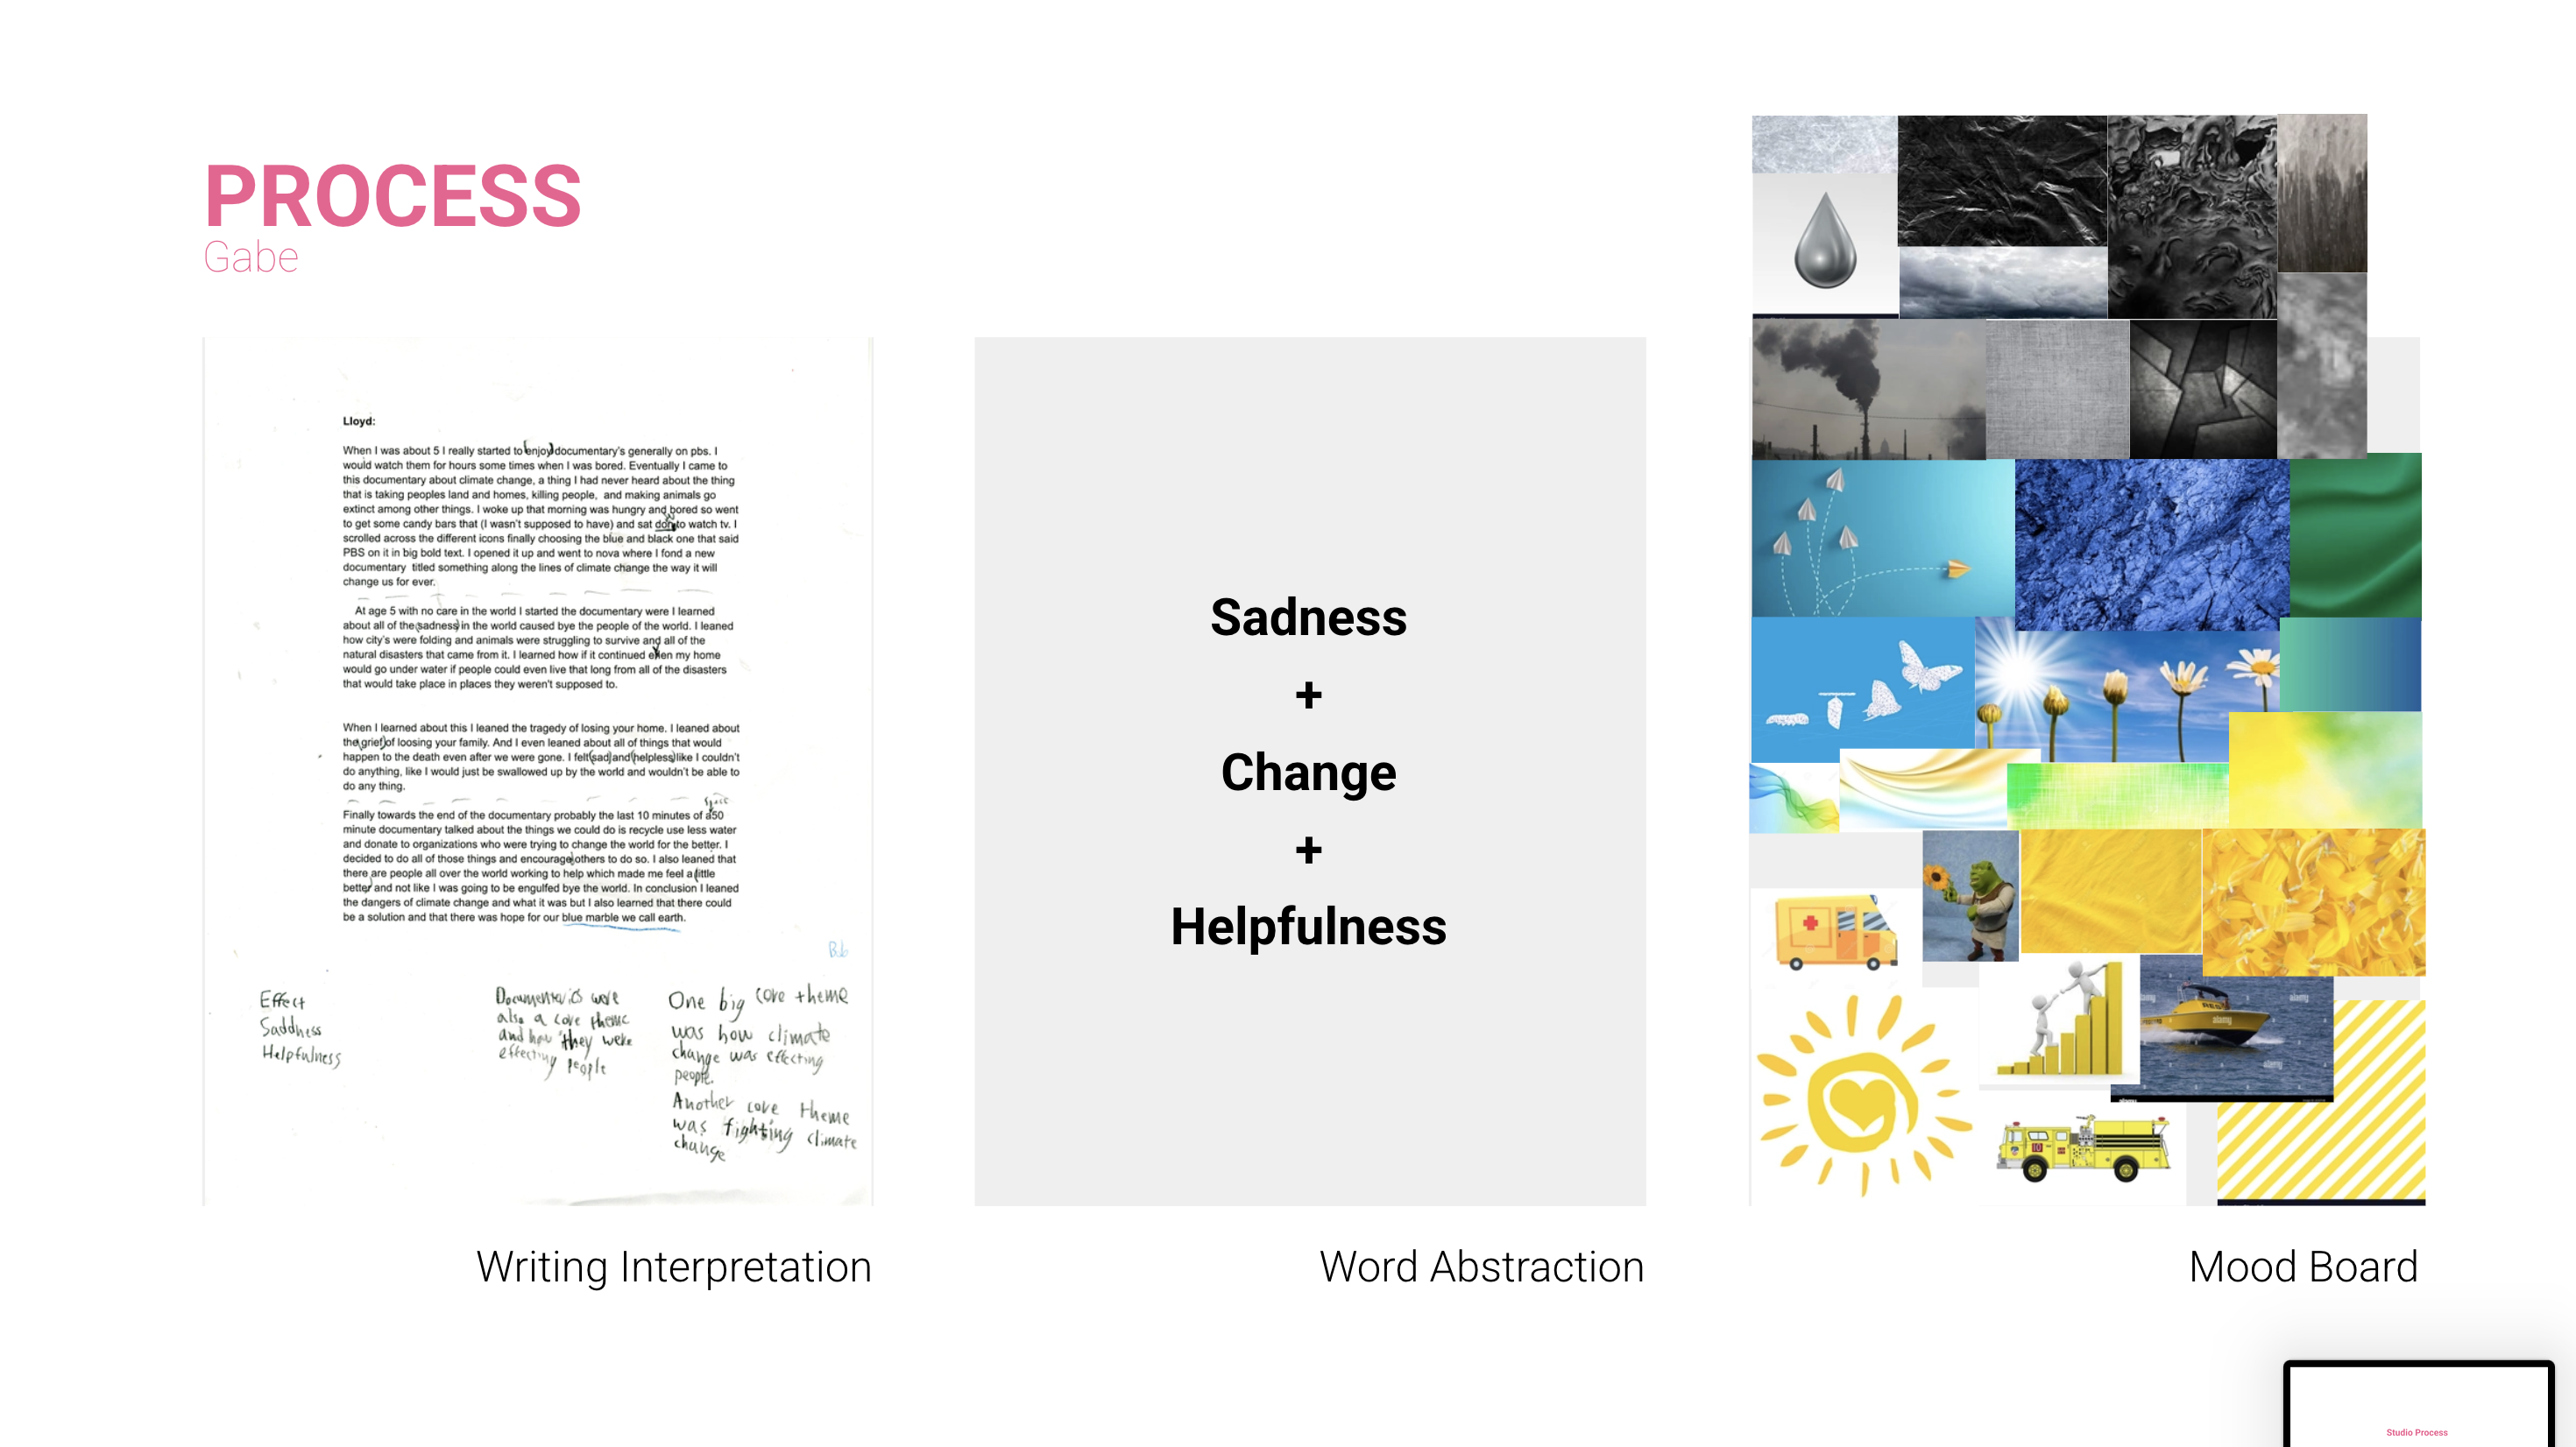 PROCESS
Gabe
Lloyd:
When I was about 5 I really started to (enjoy) documentary's generally on pbs. I
would watch them for hours some times when I was bored. Eventually I came to
this documentary about climate change, a thing I had never heard about the thing
that is taking peoples land and homes, killing people, and making animals go
extinct among other things. I woke up that morning was hungry and bored so went
to get some candy bars that (I wasn't supposed to have) and sat don to watch tv. I
scrolled across the different icons finally choosing the blue and black one that said
PBS on it in big bold text. I opened it up and went to nova where I fond a new
documentary titled something along the lines of climate change the way it will
change us for ever.
At age 5 with no care in the world I started the documentary were I learned
about all of the (sadness) in the world caused bye the people of the world. I leaned
how city's were folding and animals were struggling to survive and all of the
natural disasters that came from it. I learned how if it continued even my home
would go under water if people could even live that long from all of the disasters
that would take place in places they weren't supposed to.
When I learned about this I leaned the tragedy of losing your home. I leaned about
the (grief) of loosing your family. And I even leaned about all of things that would
happen to the death even after we were gone. I felt (sad) and (helpless) like I couldn't
do anything, like I would just be swallowed up by the world and wouldn't be able to
do any thing.
Space
Finally towards the end of the documentary probably the last 10 minutes of a50
minute documentary talked about the things we could do is recycle use less water
and donate to organizations who were trying to change the world for the better. I
decided to do all of those things and encourage others to do so. I also leaned that
there are people all over the world working to help which made me feel a (little
better) and not like I was going to be engulfed bye the world. In conclusion I leaned
the dangers of climate change and what it was but I also learned that there could
be a solution and that there was hope for our blue marble we call earth.
Bob
Effect
Saddness
Helpfulness
Documentaries were
also a core theme
and how they were
effecting people
One big core theme
was how climate
change was effecting
people.
Another core theme
was fighting climate
change
Writing Interpretation
Sadness
+
Change
+
Helpfulness
Word Abstraction
alamy
alamy
alamy
alamy
10
Mood Board
Studio Process